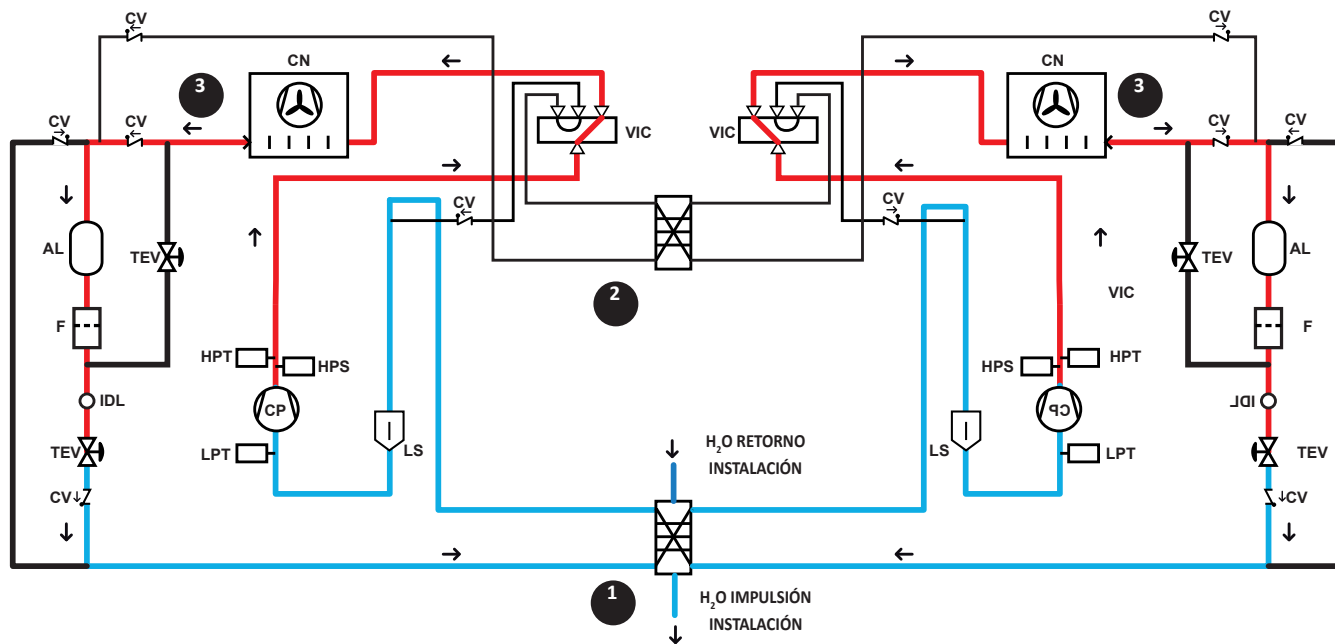 CV
CV
CN
CN
3
3
CV
CV
CV
CV
VIC
VIC
CV
CV
AL
TEV
TEV
AL
2
VIC
F
F
HPT
HPS
HPS
HPT
IDL
CP
CP
IDL
LS
LS
TEV
LPT
LPT
TEV
H₂O RETORNO
INSTALACIÓN
CV
CV
1
H₂O IMPULSIÓN
INSTALACIÓN